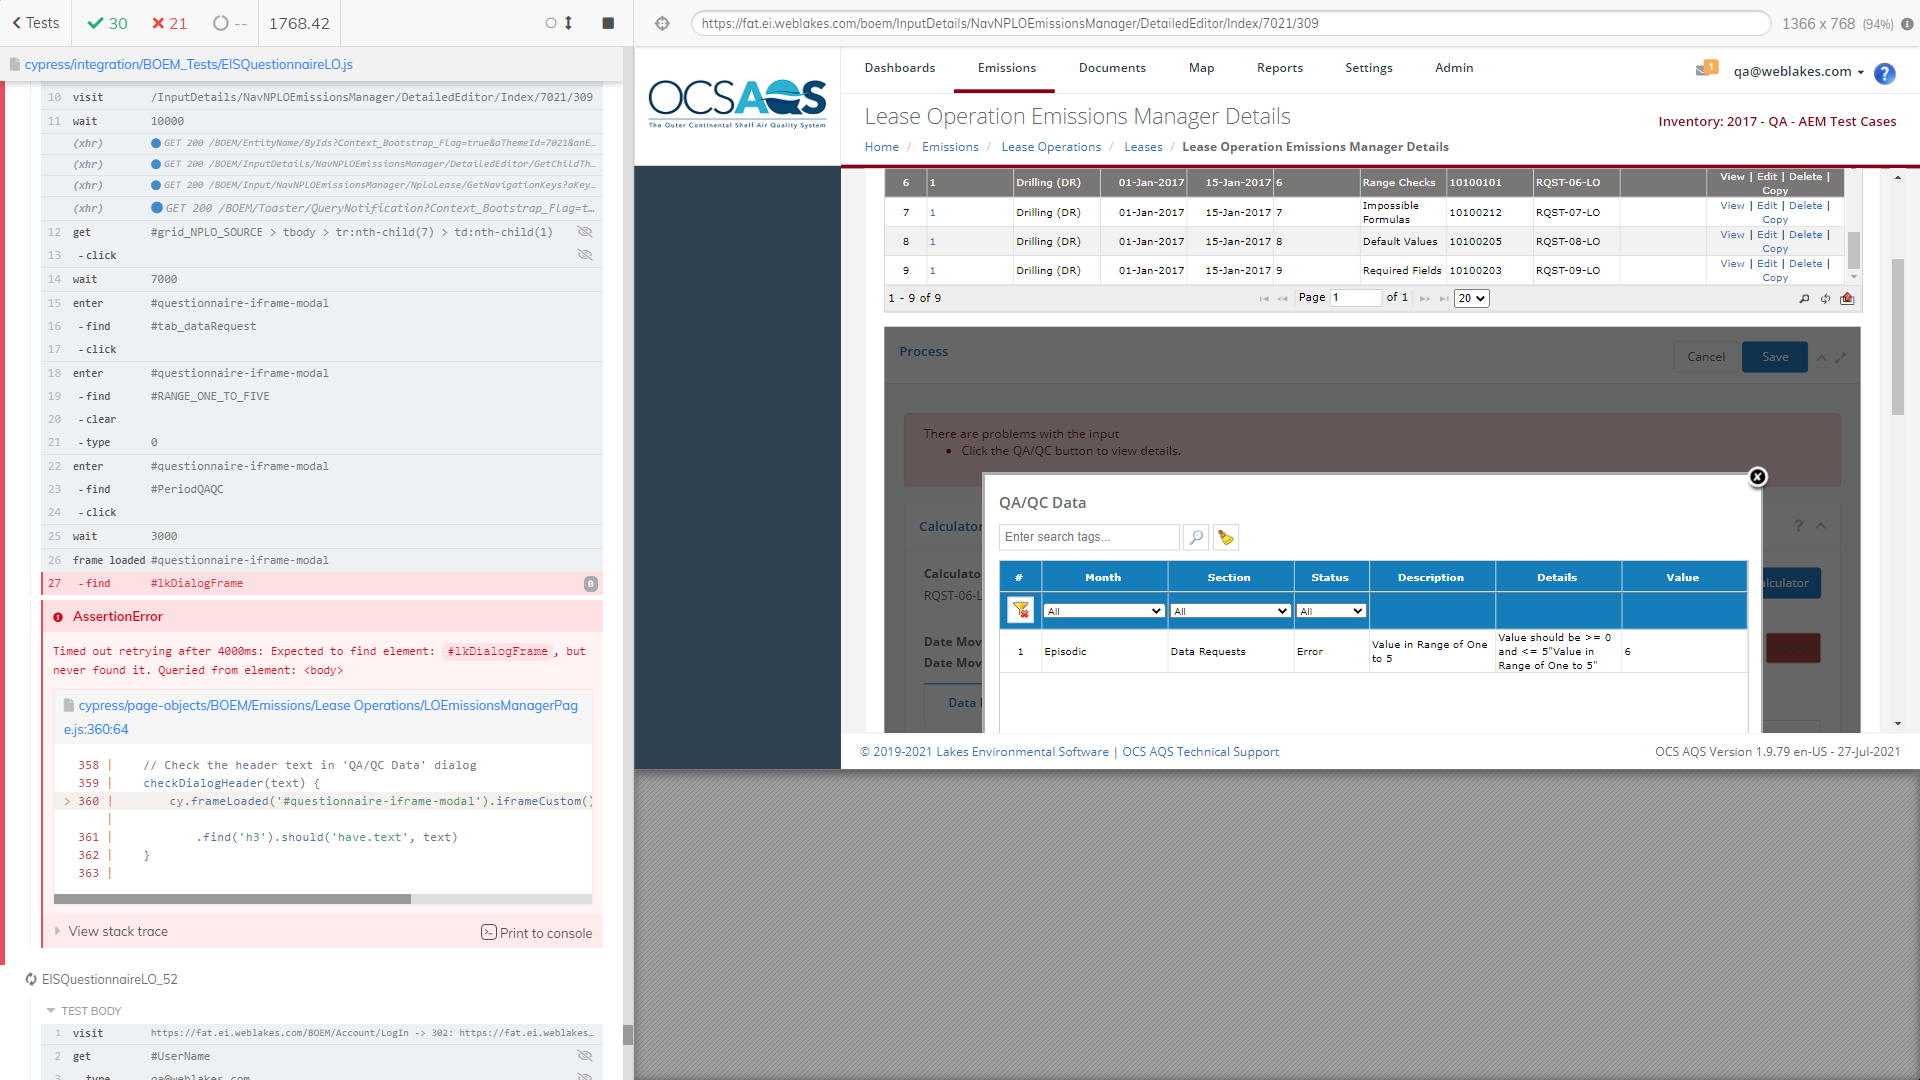 Tests 30 21 -- 1768.42
cypress/integration/BOEM_Tests/EISQuestionnaireLO.js
10 visit /InputDetails/NavNPLOEmissionsManager/DetailedEditor/Index/7021/309
11 wait 10000
(xhr) GET 200 /BOEM/EntityName/ByIds?Context_Bootstrap_Flag=true&aThemeId=7021&anE...
(xhr) GET 200 /BOEM/InputDetails/NavNPLOEmissionsManager/DetailedEditor/GetChildTh...
(xhr) GET 200 /BOEM/Input/NavNPLOEmissionsManager/NploLease/GetNavigationKeys?aKey...
(xhr) GET 200 /BOEM/Toaster/QueryNotification?Context_Bootstrap_Flag=t...
12 get #grid_NPLO_SOURCE > tbody > tr:nth-child(7) > td:nth-child(1)
13 -click
14 wait 7000
15 enter #questionnaire-iframe-modal
16 -find #tab_dataRequest
17 -click
18 enter #questionnaire-iframe-modal
19 -find #RANGE_ONE_TO_FIVE
20 -clear
21 -type 0
22 enter #questionnaire-iframe-modal
23 -find #PeriodQAQC
24 -click
25 wait 3000
26 frame loaded #questionnaire-iframe-modal
27 -find #lkDialogFrame 0
AssertionError
Timed out retrying after 4000ms: Expected to find element: #lkDialogFrame, but
never found it. Queried from element: <body>
cypress/page-objects/BOEM/Emissions/Lease Operations/LOEmissionsManagerPag
e.js:360:64
358 | // Check the header text in 'QA/QC Data' dialog
359 | checkDialogHeader(text) {
> 360 | cy.frameLoaded('#questionnaire-iframe-modal').iframeCustom()
|
361 | .find('h3').should('have.text', text)
362 | }
363 |
View stack trace Print to console
EISQuestionnaireLO_52
TEST BODY
1 visit https://fat.ei.weblakes.com/BOEM/Account/LogIn -> 302: https://fat.ei.weblakes...
2 get #UserName
3 -type qa@weblakes.com
https://fat.ei.weblakes.com/boem/InputDetails/NavNPLOEmissionsManager/DetailedEditor/Index/7021/309 1366 x 768 (94%)
OCSAQS
The Outer Continental Shelf Air Quality System
Dashboards Emissions Documents Map Reports Settings Admin 1 qa@weblakes.com ?
Lease Operation Emissions Manager Details
Inventory: 2017 - QA - AEM Test Cases
Home / Emissions / Lease Operations / Leases / Lease Operation Emissions Manager Details
6 1 Drilling (DR) 01-Jan-2017 15-Jan-2017 6 Range Checks 10100101 RQST-06-LO View | Edit | Delete | Copy
7 1 Drilling (DR) 01-Jan-2017 15-Jan-2017 7 Impossible Formulas 10100212 RQST-07-LO View | Edit | Delete | Copy
8 1 Drilling (DR) 01-Jan-2017 15-Jan-2017 8 Default Values 10100205 RQST-08-LO View | Edit | Delete | Copy
9 1 Drilling (DR) 01-Jan-2017 15-Jan-2017 9 Required Fields 10100203 RQST-09-LO View | Edit | Delete | Copy
1 - 9 of 9 Page 1 of 1 20
Process Cancel Save
There are problems with the input
• Click the QA/QC button to view details.
QA/QC Data
Calculator ?
Enter search tags...
Calculato
RQST-06-L
alculator
# Month Section Status Description Details Value
All All All
Date Mov
Date Mov
1 Episodic Data Requests Error Value in Range of One to 5 Value should be >= 0 and <= 5"Value in Range of One to 5" 6
Data
© 2019-2021 Lakes Environmental Software | OCS AQS Technical Support
OCS AQS Version 1.9.79 en-US - 27-Jul-2021